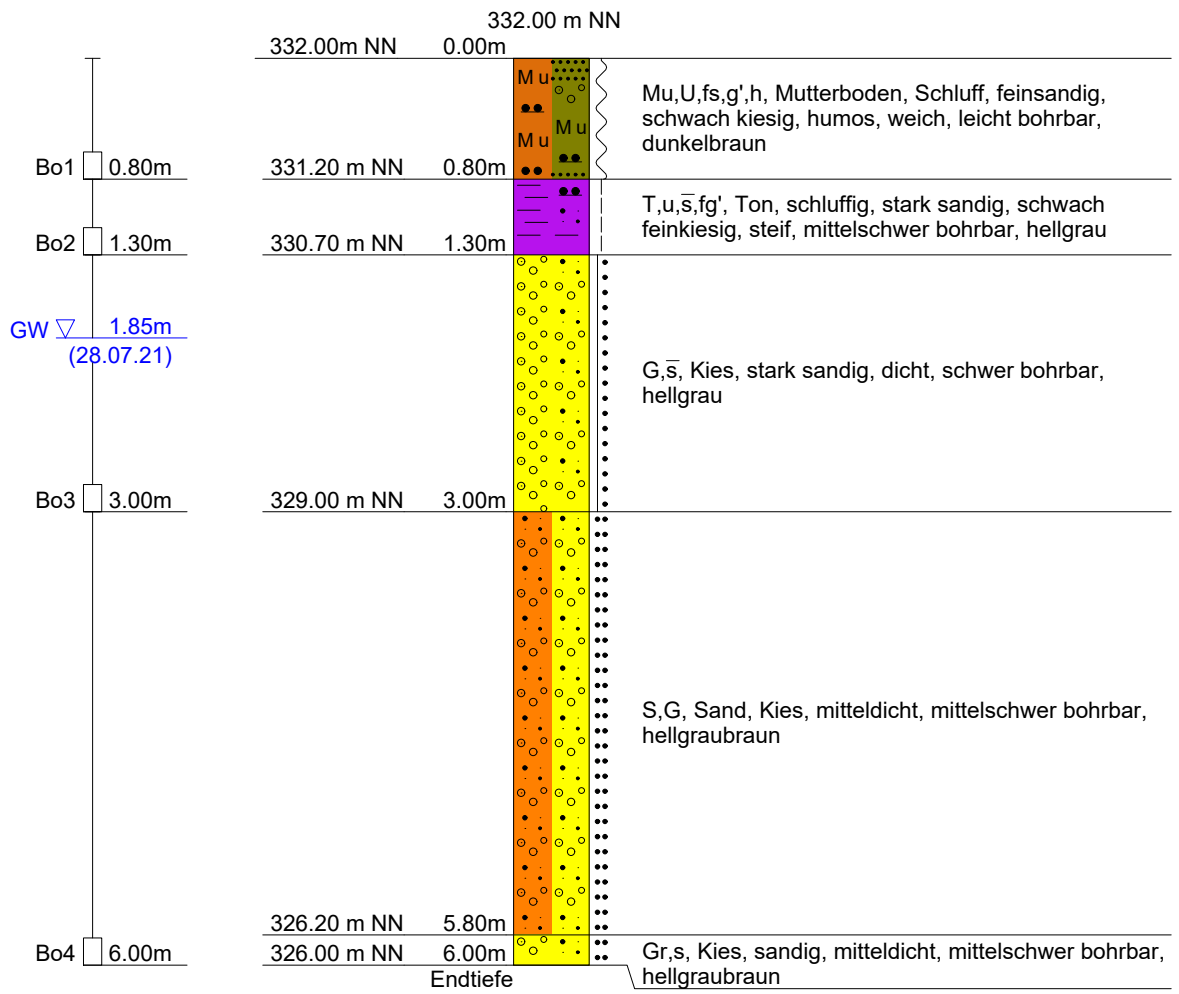 332.00 m NN
332.00m NN 0.00m
Mu
Mu
Mu
Mu,U,fs,g',h, Mutterboden, Schluff, feinsandig,
schwach kiesig, humos, weich, leicht bohrbar,
dunkelbraun
Bo1 0.80m 331.20 m NN 0.80m
T,u,s̅,fg', Ton, schluffig, stark sandig, schwach
feinkiesig, steif, mittelschwer bohrbar, hellgrau
Bo2 1.30m 330.70 m NN 1.30m
GW 1.85m
(28.07.21)
G,s̅, Kies, stark sandig, dicht, schwer bohrbar,
hellgrau
Bo3 3.00m 329.00 m NN 3.00m
S,G, Sand, Kies, mitteldicht, mittelschwer bohrbar,
hellgraubraun
326.20 m NN 5.80m
Bo4 6.00m 326.00 m NN 6.00m
Endtiefe
Gr,s, Kies, sandig, mitteldicht, mittelschwer bohrbar,
hellgraubraun